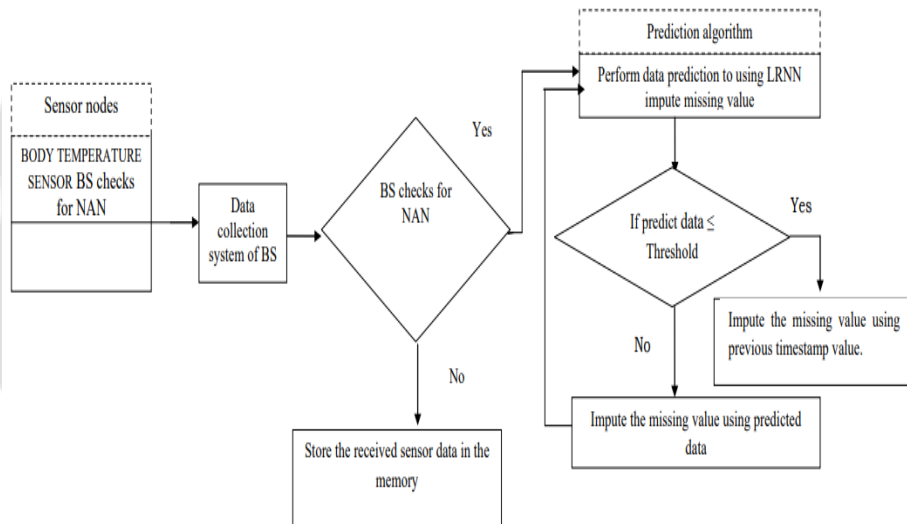 Sensor nodes
BODY TEMPERATURE
SENSOR BS checks
for NAN
Data
collection
system of BS
BS checks for
NAN
Yes
No
Store the received sensor data in the
memory
Prediction algorithm
Perform data prediction to using LRNN
impute missing value
If predict data ≤
Threshold
Yes
Impute the missing value using
previous timestamp value.
No
Impute the missing value using predicted
data